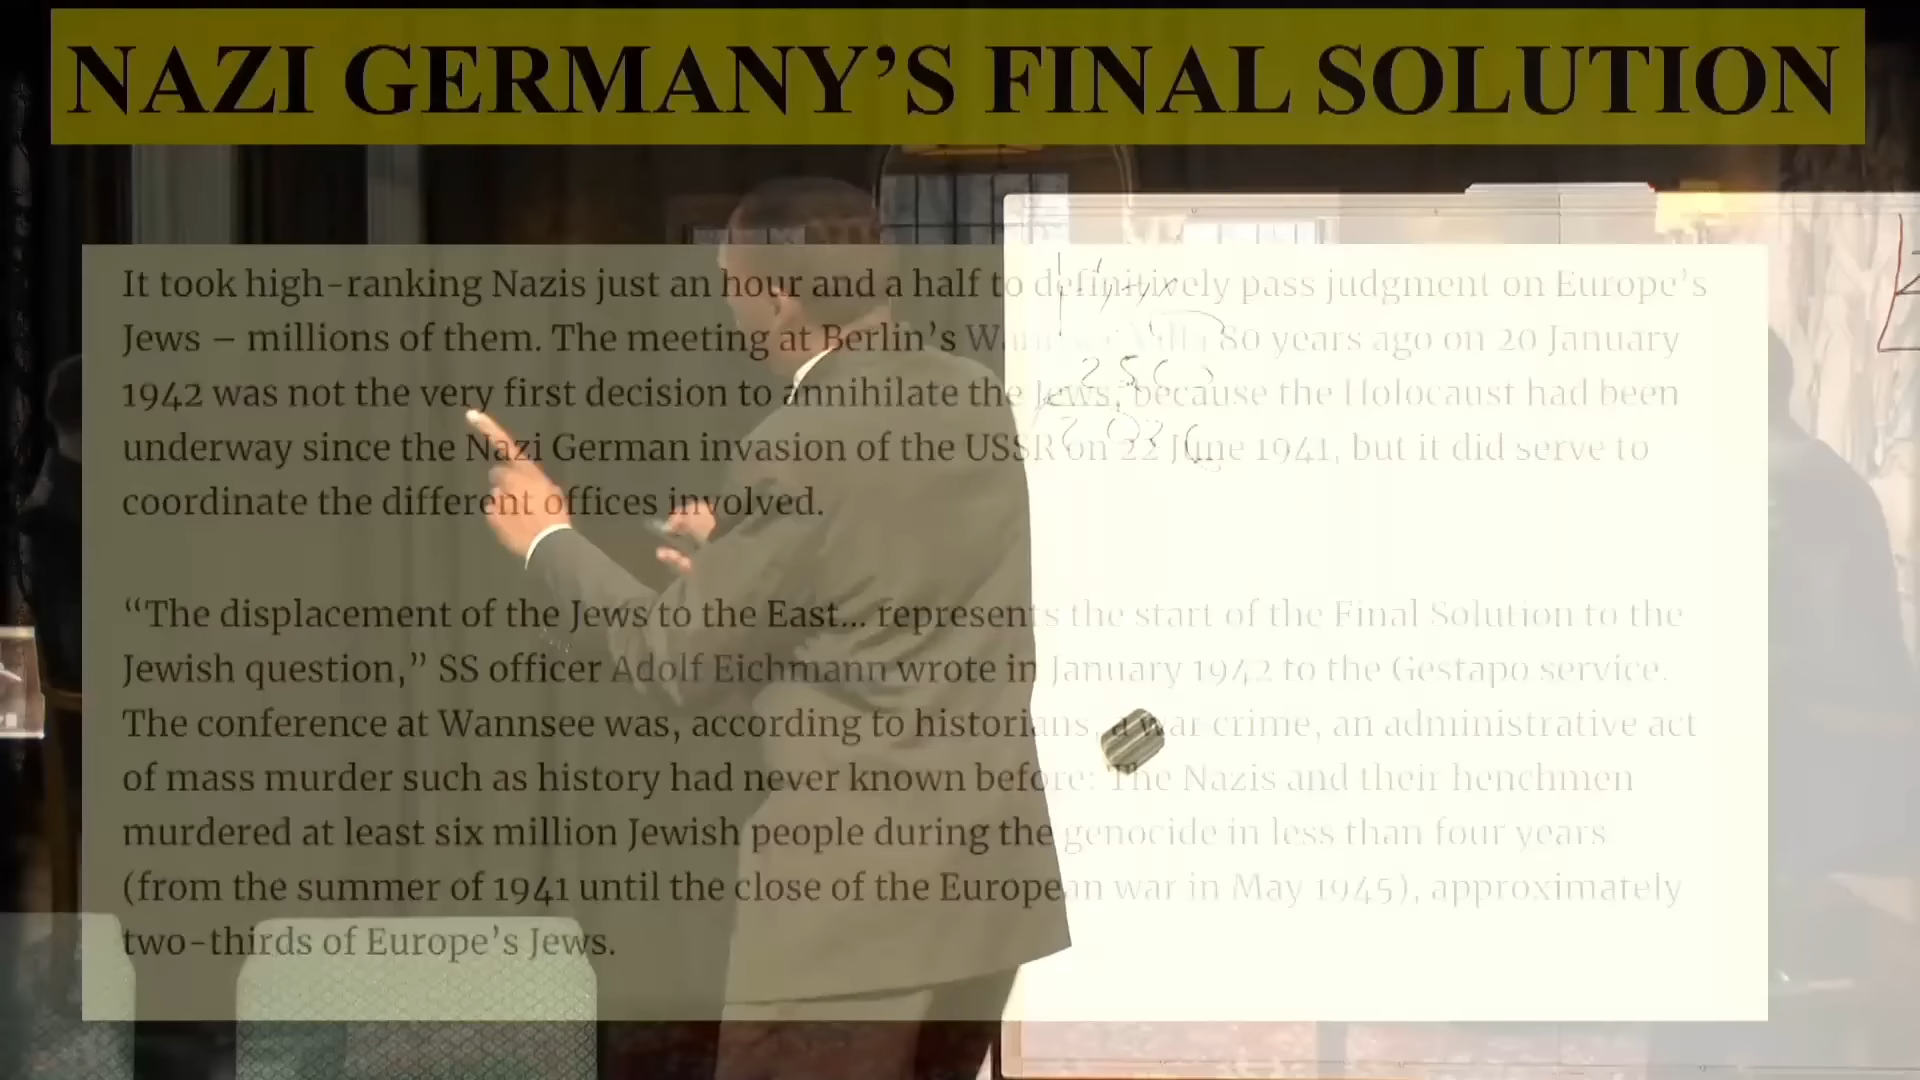 NAZI GERMANY’S FINAL SOLUTION
It took high-ranking Nazis just an hour and a half to definitively pass judgment on Europe’s
Jews – millions of them. The meeting at Berlin’s Wannsee Villa 80 years ago on 20 January
1942 was not the very first decision to annihilate the Jews, because the Holocaust had been
underway since the Nazi German invasion of the USSR on 22 June 1941, but it did serve to
coordinate the different offices involved.
“The displacement of the Jews to the East... represents the start of the Final Solution to the
Jewish question,” SS officer Adolf Eichmann wrote in January 1942 to the Gestapo service.
The conference at Wannsee was, according to historians, a war crime, an administrative act
of mass murder such as history had never known before: The Nazis and their henchmen
murdered at least six million Jewish people during the genocide in less than four years
(from the summer of 1941 until the close of the European war in May 1945), approximately
two-thirds of Europe’s Jews.